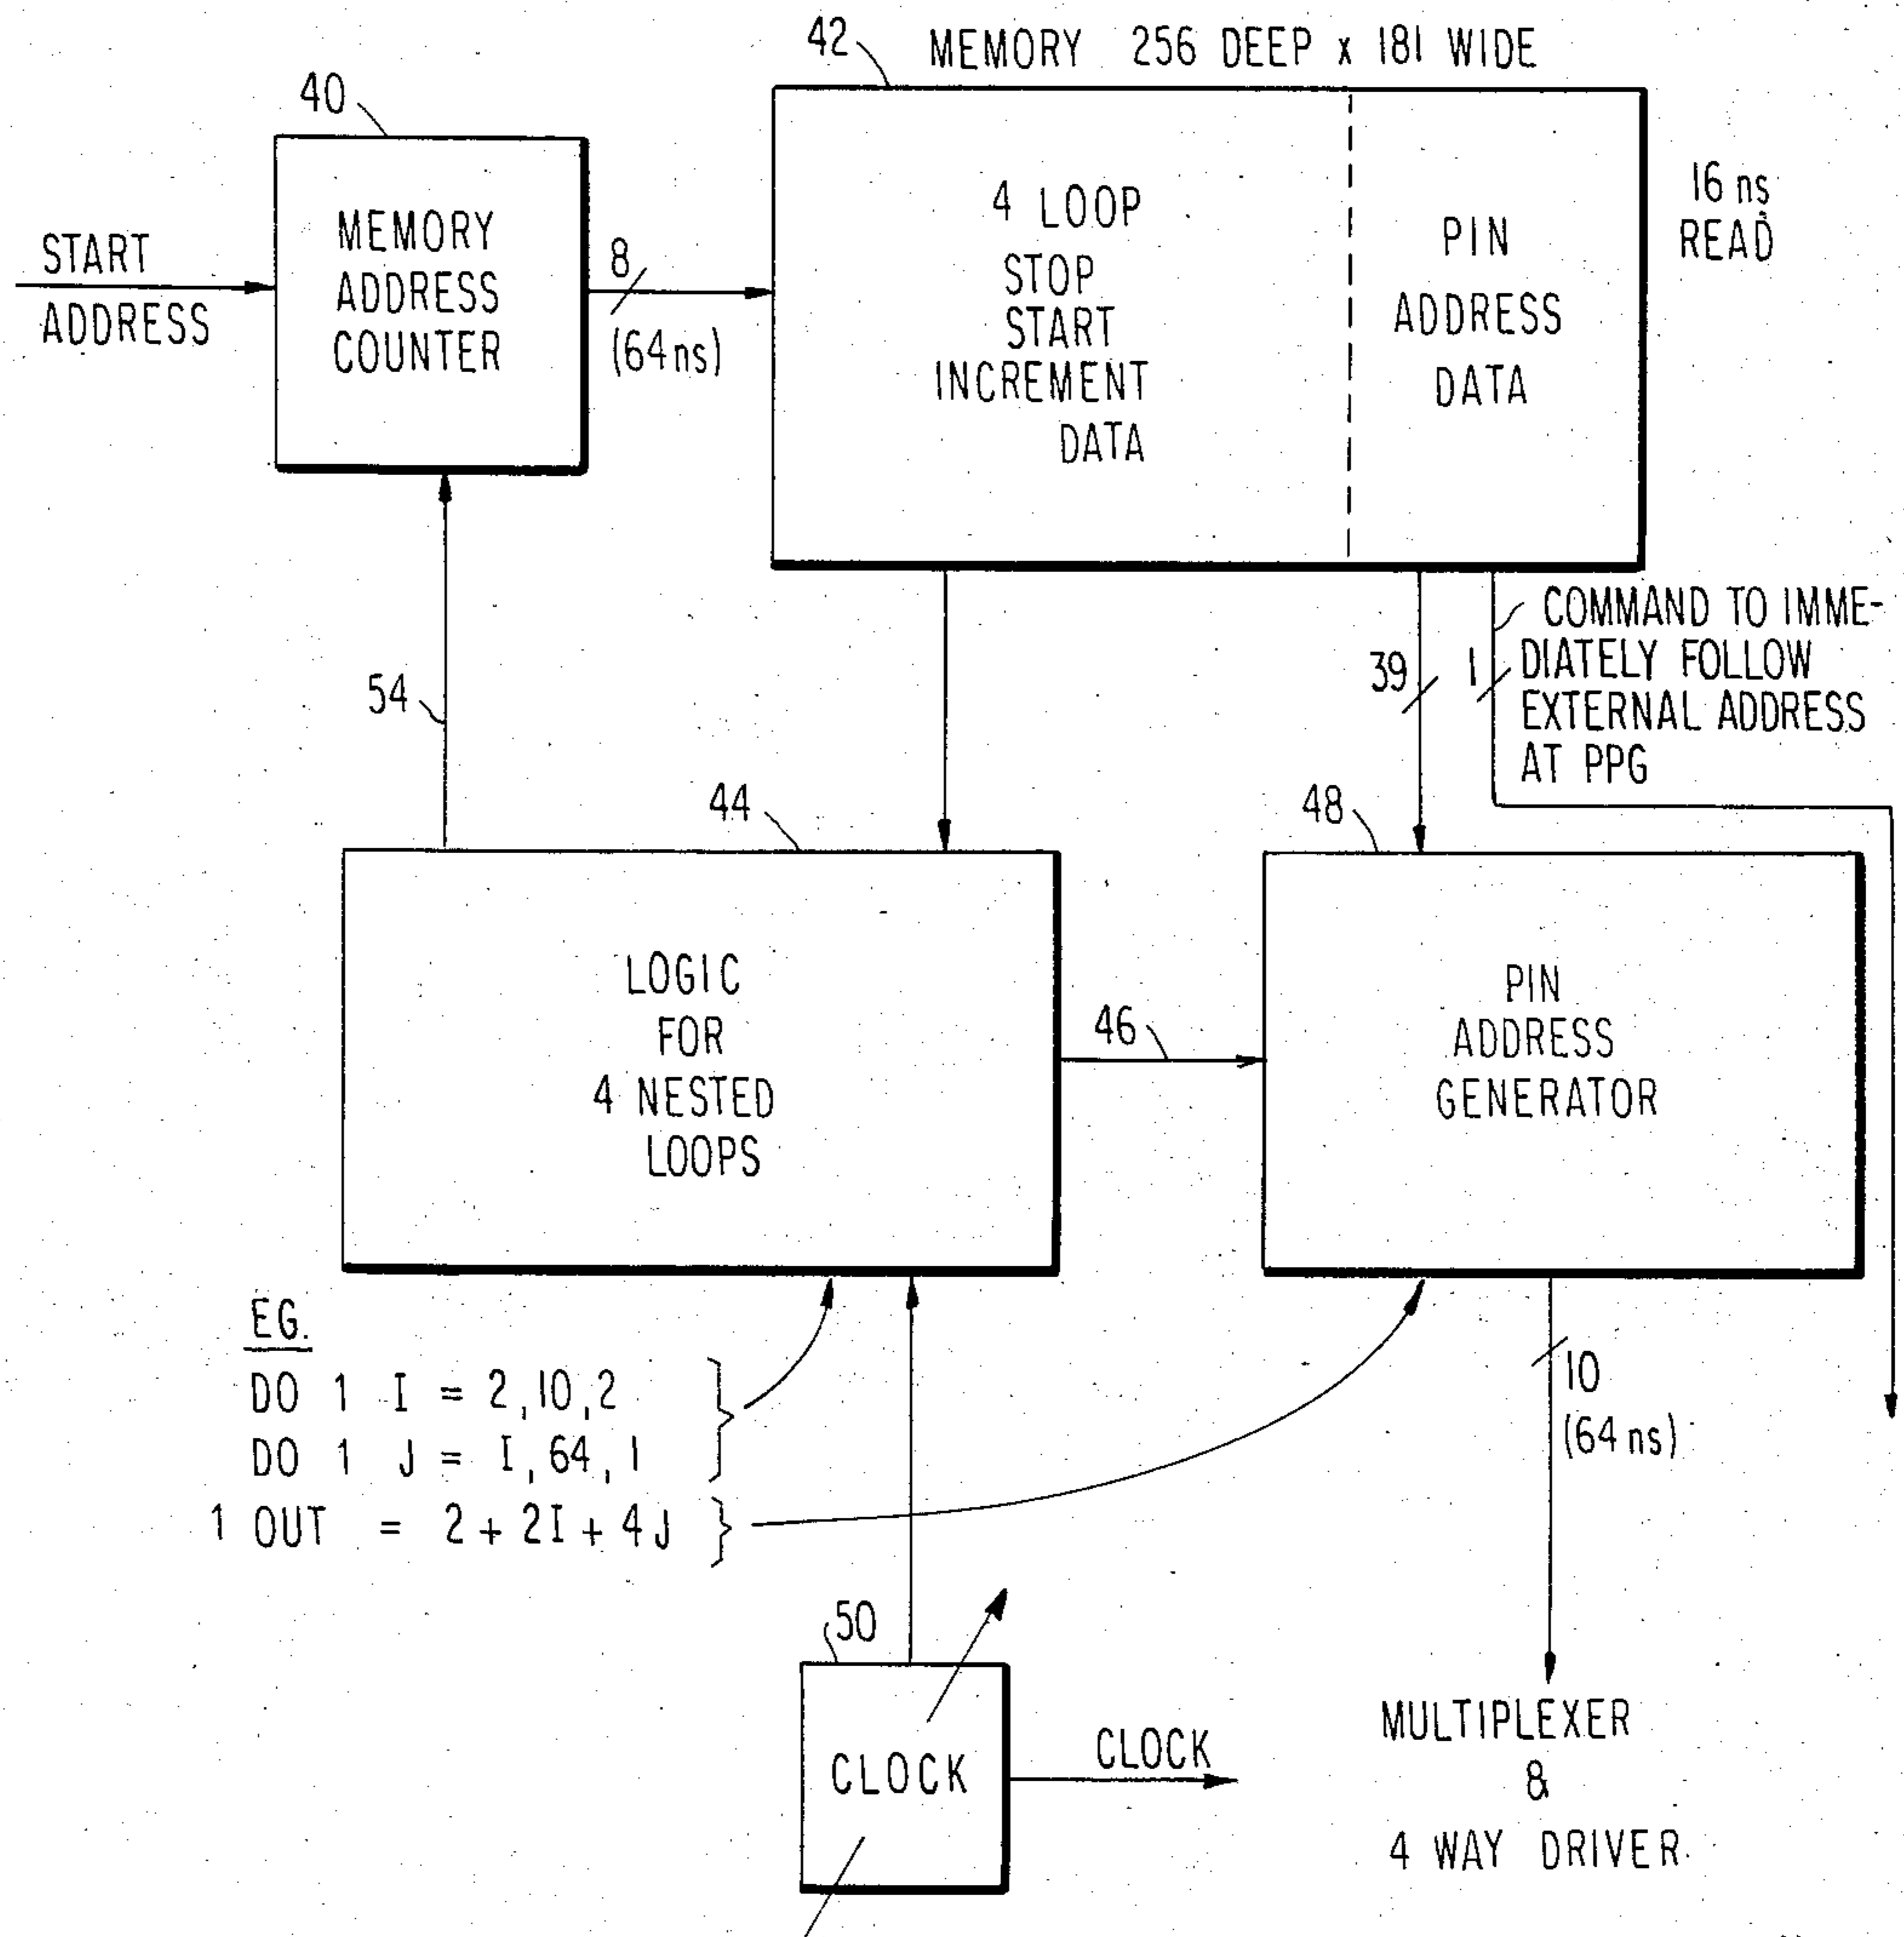 42
MEMORY 256 DEEP x 181 WIDE
40
START
ADDRESS
MEMORY
ADDRESS
COUNTER
8
(64ns)
4 LOOP
STOP
START
INCREMENT
DATA
PIN
ADDRESS
DATA
16 ns
READ
54
39
1
COMMAND TO IMME-
DIATELY FOLLOW
EXTERNAL ADDRESS
AT PPG
44
48
LOGIC
FOR
4 NESTED
LOOPS
46
PIN
ADDRESS
GENERATOR
EG.
DO 1 I = 2,10,2
DO 1 J = I,64,1
1 OUT = 2 + 2I + 4J
10
(64ns)
50
CLOCK
CLOCK
MULTIPLEXER
&
4 WAY DRIVER